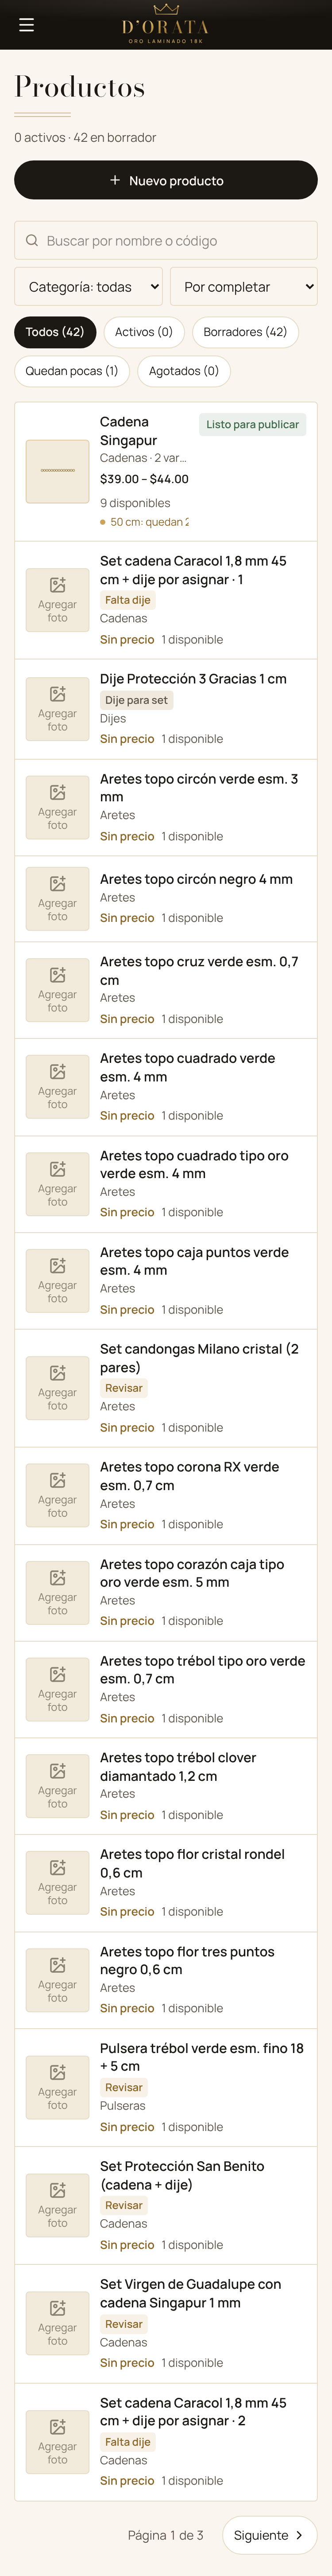 D'ORATA
ORO LAMINADO 18K
Productos
0 activos · 42 en borrador
+ Nuevo producto
Buscar por nombre o código
Categoría: todas
Por completar
Todos (42)
Activos (0)
Borradores (42)
Quedan pocas (1)
Agotados (0)
Cadena
Singapur
Listo para publicar
Cadenas · 2 var...
$39.00 – $44.00
9 disponibles
50 cm: quedan 2
Agregar
foto
Set cadena Caracol 1,8 mm 45
cm + dije por asignar · 1
Falta dije
Cadenas
Sin precio 1 disponible
Agregar
foto
Dije Protección 3 Gracias 1 cm
Dije para set
Dijes
Sin precio 1 disponible
Agregar
foto
Aretes topo circón verde esm. 3
mm
Aretes
Sin precio 1 disponible
Agregar
foto
Aretes topo circón negro 4 mm
Aretes
Sin precio 1 disponible
Agregar
foto
Aretes topo cruz verde esm. 0,7
cm
Aretes
Sin precio 1 disponible
Agregar
foto
Aretes topo cuadrado verde
esm. 4 mm
Aretes
Sin precio 1 disponible
Agregar
foto
Aretes topo cuadrado tipo oro
verde esm. 4 mm
Aretes
Sin precio 1 disponible
Agregar
foto
Aretes topo caja puntos verde
esm. 4 mm
Aretes
Sin precio 1 disponible
Agregar
foto
Set candongas Milano cristal (2
pares)
Revisar
Aretes
Sin precio 1 disponible
Agregar
foto
Aretes topo corona RX verde
esm. 0,7 cm
Aretes
Sin precio 1 disponible
Agregar
foto
Aretes topo corazón caja tipo
oro verde esm. 5 mm
Aretes
Sin precio 1 disponible
Agregar
foto
Aretes topo trébol tipo oro verde
esm. 0,7 cm
Aretes
Sin precio 1 disponible
Agregar
foto
Aretes topo trébol clover
diamantado 1,2 cm
Aretes
Sin precio 1 disponible
Agregar
foto
Aretes topo flor cristal rondel
0,6 cm
Aretes
Sin precio 1 disponible
Agregar
foto
Aretes topo flor tres puntos
negro 0,6 cm
Aretes
Sin precio 1 disponible
Agregar
foto
Pulsera trébol verde esm. fino 18
+ 5 cm
Revisar
Pulseras
Sin precio 1 disponible
Agregar
foto
Set Protección San Benito
(cadena + dije)
Revisar
Cadenas
Sin precio 1 disponible
Agregar
foto
Set Virgen de Guadalupe con
cadena Singapur 1 mm
Revisar
Cadenas
Sin precio 1 disponible
Agregar
foto
Set cadena Caracol 1,8 mm 45
cm + dije por asignar · 2
Falta dije
Cadenas
Sin precio 1 disponible
Página 1 de 3
Siguiente